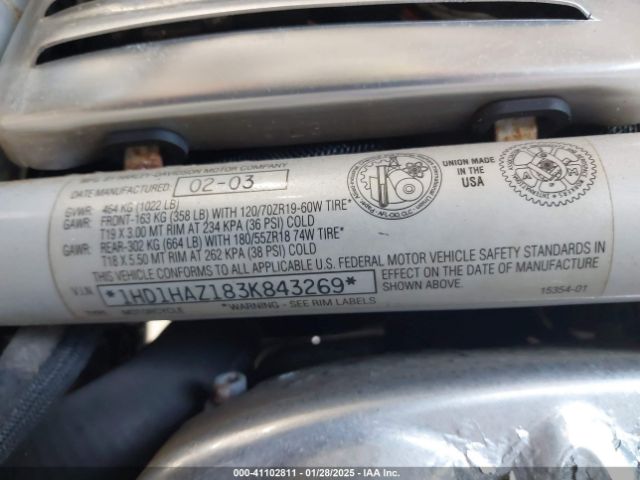 MFG. BY HARLEY-DAVIDSON MOTOR COMPANY
DATE MANUFACTURED: 02-03
GVWR: 464 KG (1022 LB)
GAWR: FRONT-163 KG (358 LB) WITH 120/70ZR19-60W TIRE*
T19 X 3.00 MT RIM AT 234 KPA (36 PSI) COLD
GAWR: REAR-302 KG (664 LB) WITH 180/55ZR18 74W TIRE*
T18 X 5.50 MT RIM AT 262 KPA (38 PSI) COLD
THIS VEHICLE CONFORMS TO ALL APPLICABLE U.S. FEDERAL MOTOR VEHICLE SAFETY STANDARDS IN
EFFECT ON THE DATE OF MANUFACTURE
SHOWN ABOVE.
V.I.N *1HD1HAZ183K843269*
TYPE MOTORCYCLE *WARNING - SEE RIM LABELS
15354-01
UNION MADE
IN THE
USA
000-41102811 | 01/28/2025 | IAA Inc.